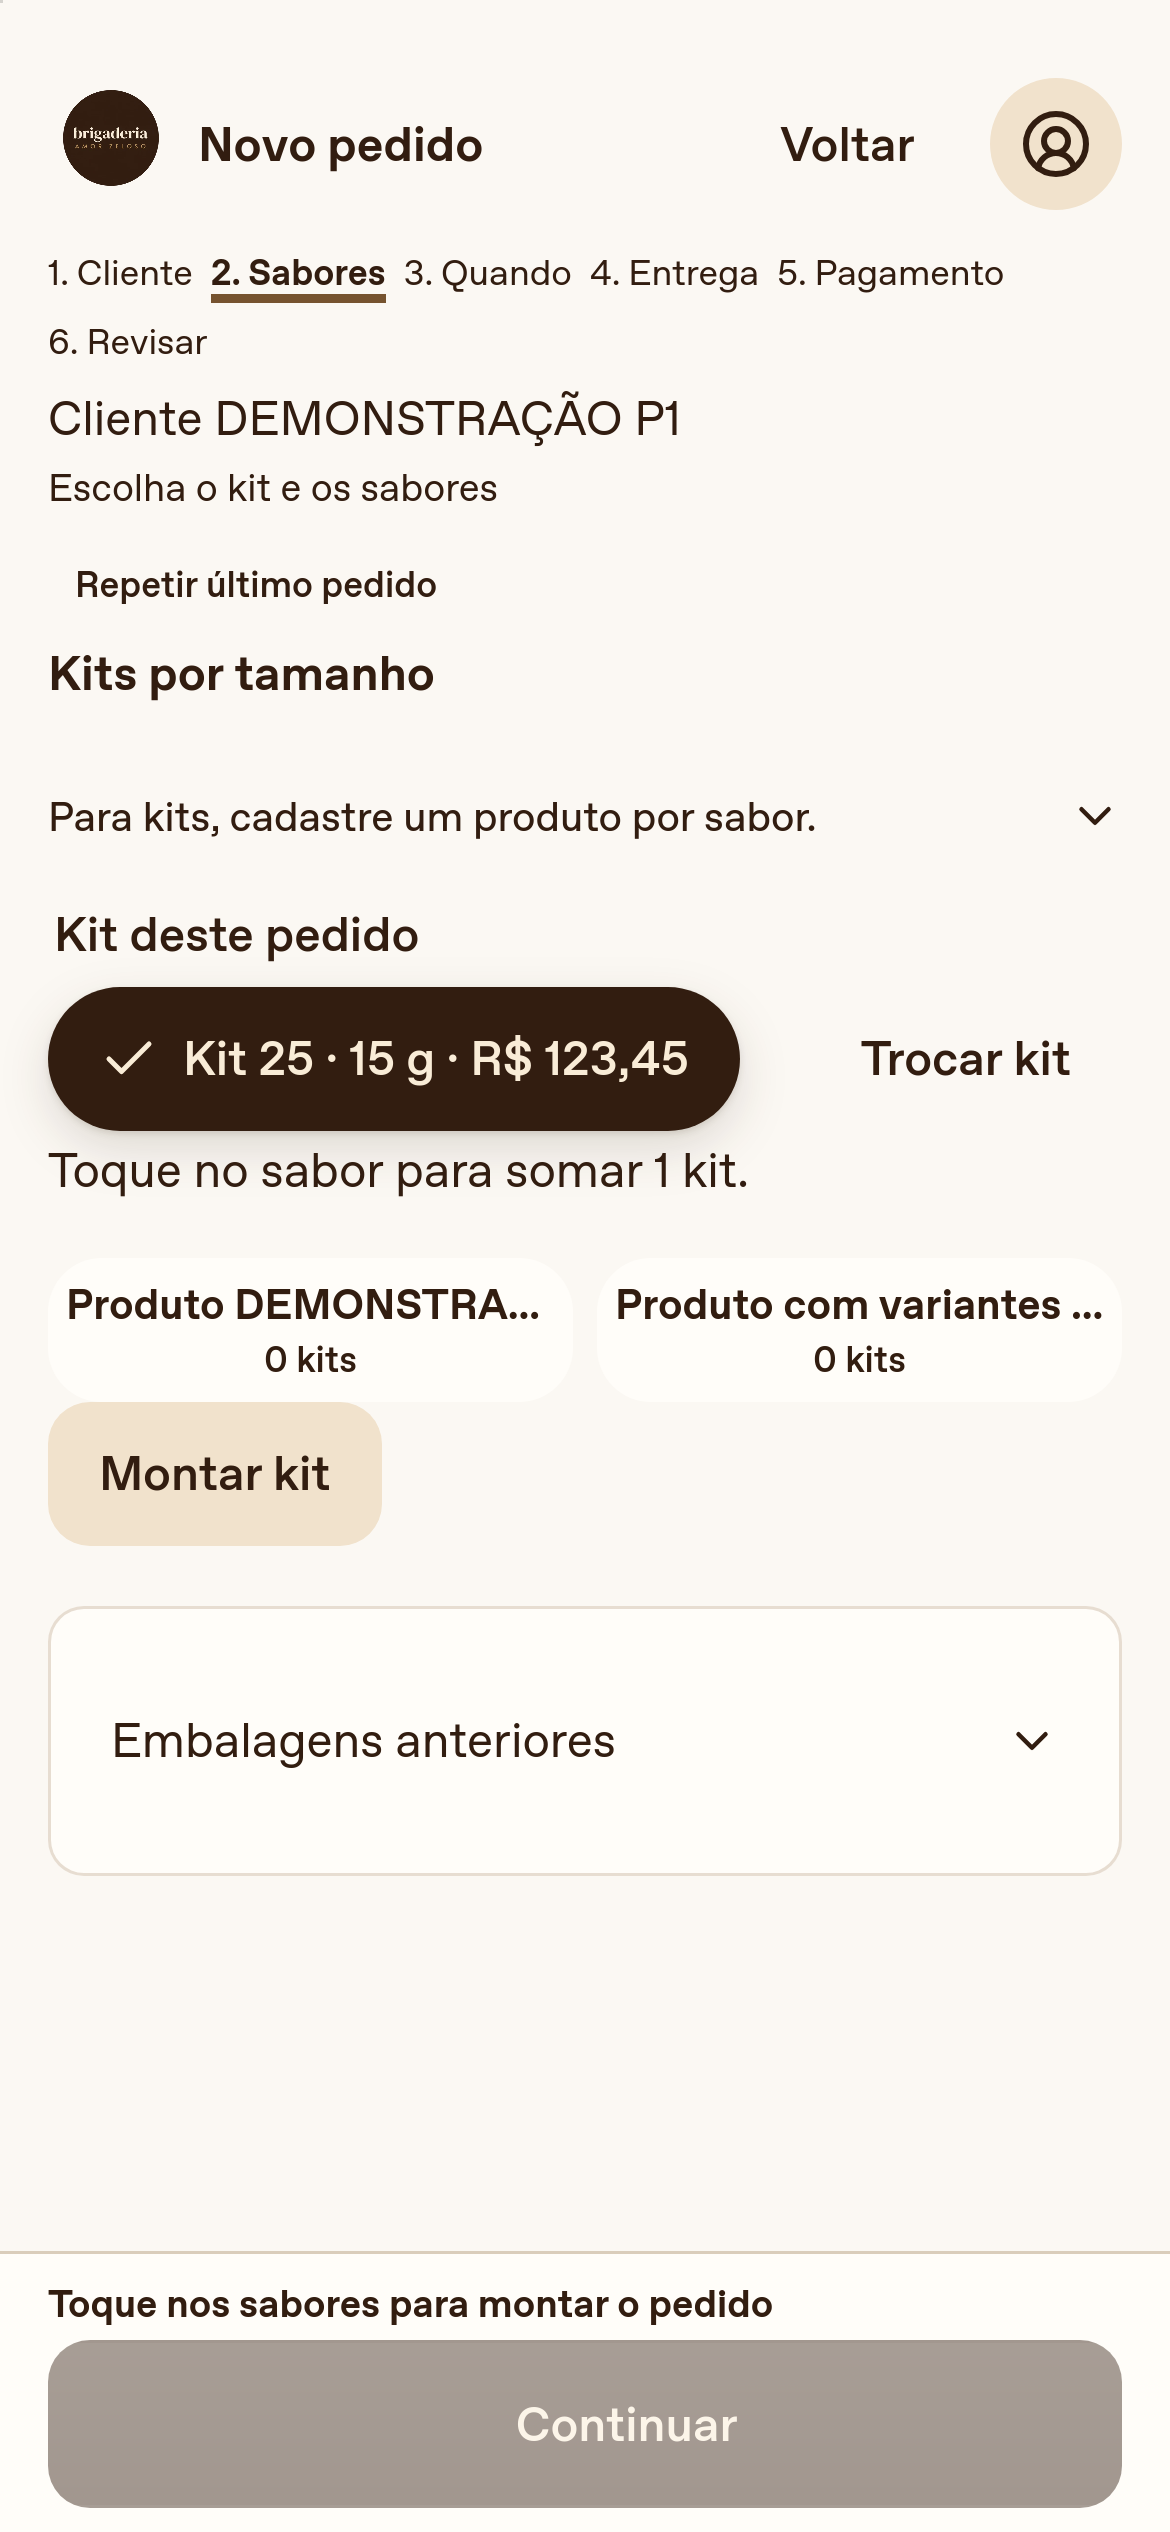 brigaderia
AMOR ZELOSO
Novo pedido
Voltar
1. Cliente 2. Sabores 3. Quando 4. Entrega 5. Pagamento
6. Revisar
Cliente DEMONSTRAÇÃO P1
Escolha o kit e os sabores
Repetir último pedido
Kits por tamanho
Para kits, cadastre um produto por sabor.
Kit deste pedido
Kit 25 · 15 g · R$ 123,45
Trocar kit
Toque no sabor para somar 1 kit.
Produto DEMONSTRA...
0 kits
Produto com variantes ...
0 kits
Montar kit
Embalagens anteriores
Toque nos sabores para montar o pedido
Continuar